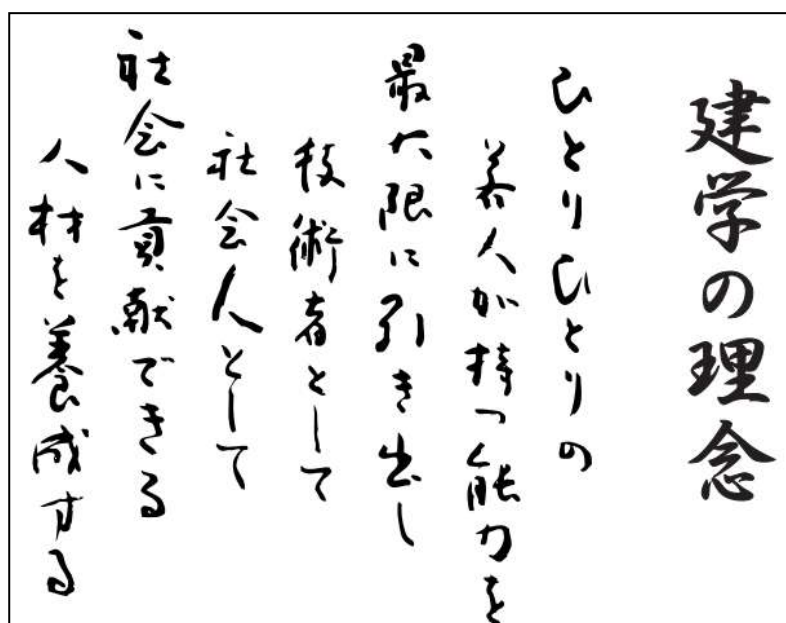 建学の理念
ひとりひとりの
若人が持つ能力を
最大限に引き出し
技術者として
社会人として
社会に貢献できる
人材を養成する